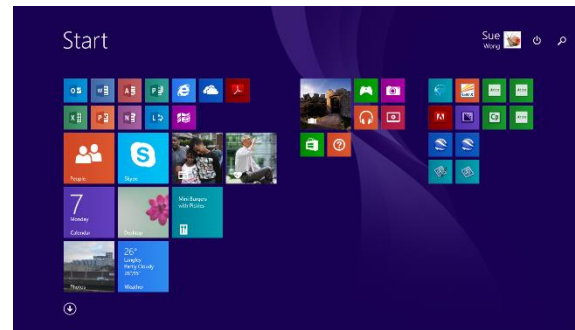 Start
Sue
Wong
People
Skype
7
Monday
Calendar
Desktop
Mini Burgers
with Pickles
Photos
26°
Langley
Partly Cloudy
Weather